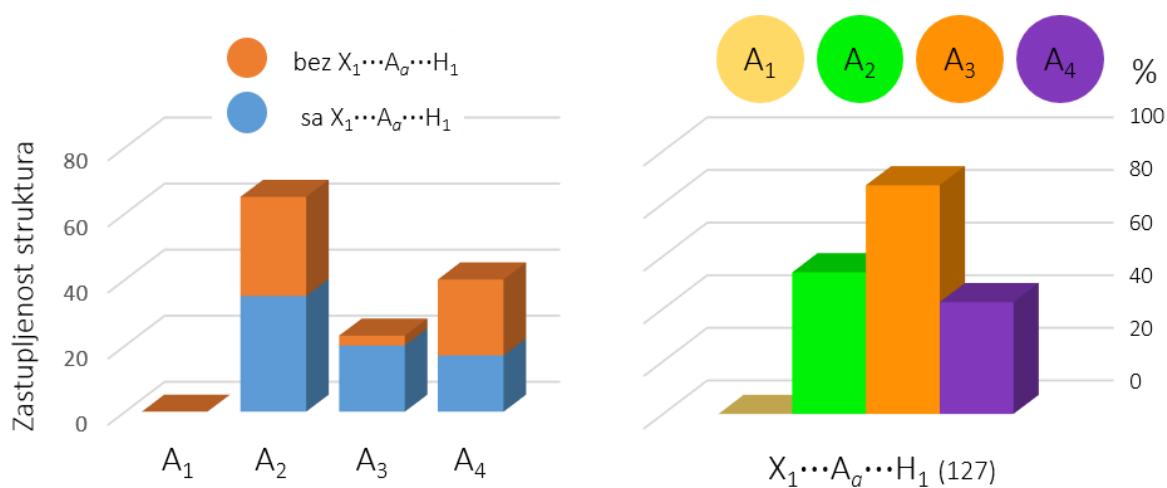 bez X₁⋯Aₐ⋯H₁
sa X₁⋯Aₐ⋯H₁
Zastupljenost struktura
80
60
40
20
0
A₁ A₂ A₃ A₄
A₁ A₂ A₃ A₄
%
100
80
60
40
20
0
X₁⋯Aₐ⋯H₁ (127)